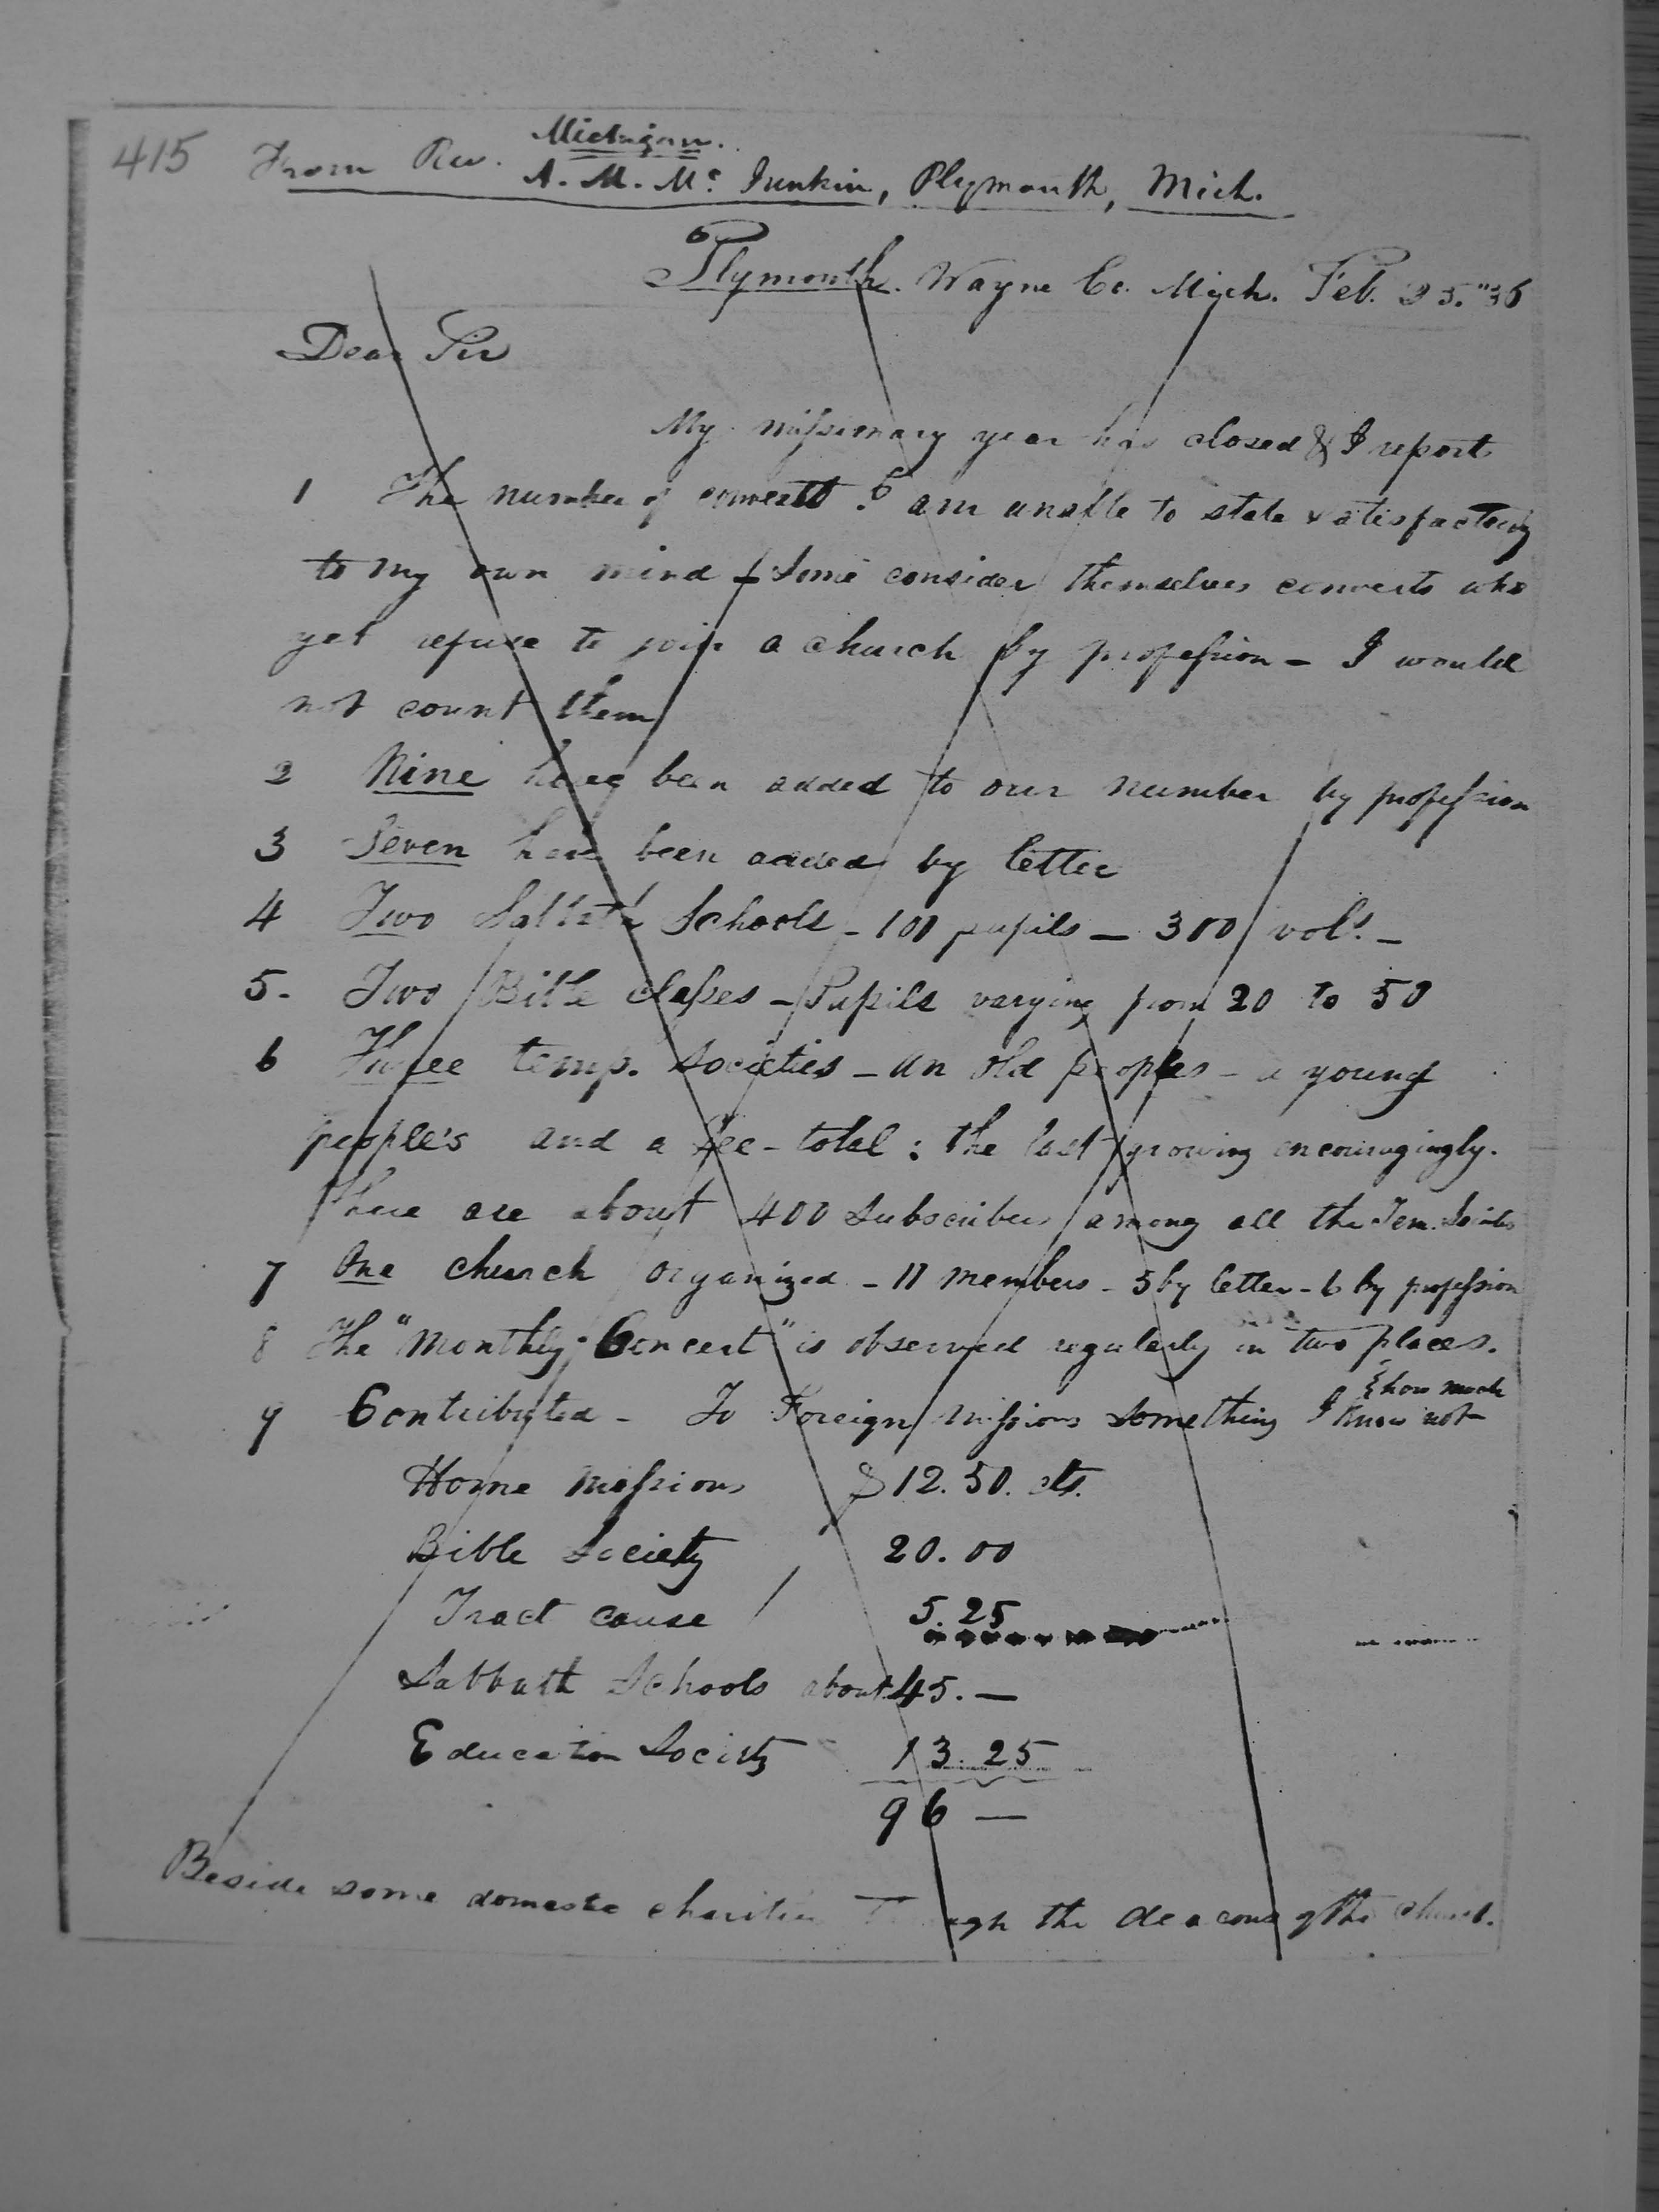 Michigan.
415 From Rev. A. M. Mc Junkin, Plymouth, Mich.
Plymouth. Wayne Co. Mich. Feb. 25. "36
Dear Sir
My missionary year has closed & I report
1 The number of converts I am unable to state satisfactorily
to my own mind - Some consider themselves converts who
yet refuse to join a church by profession - I would
not count them
2 Nine have been added to our number by profession
3 Seven have been added by letter
4 Two Sabbath Schools - 100 pupils - 300 vols. -
5. Two Bible classes - Pupils varying from 20 to 50
6 Three temp. societies - an old peoples - a young
people's and a tee-total : the last growing encouragingly.
There are about 400 subscribers among all the Tem. Societies
7 One church organized - 11 members - 5 by letter - 6 by profession
8 The "Monthly Concert" is observed regularly in two places.
9 Contributed - To Foreign missions something how much
I know not
Home Missions $12.50. cts.
Bible Society 20.00
Tract cause 5.25
Sabbath Schools about 45. —
Education Society 13.25
96 —
Beside some domestic charities Through the deacons of the church.